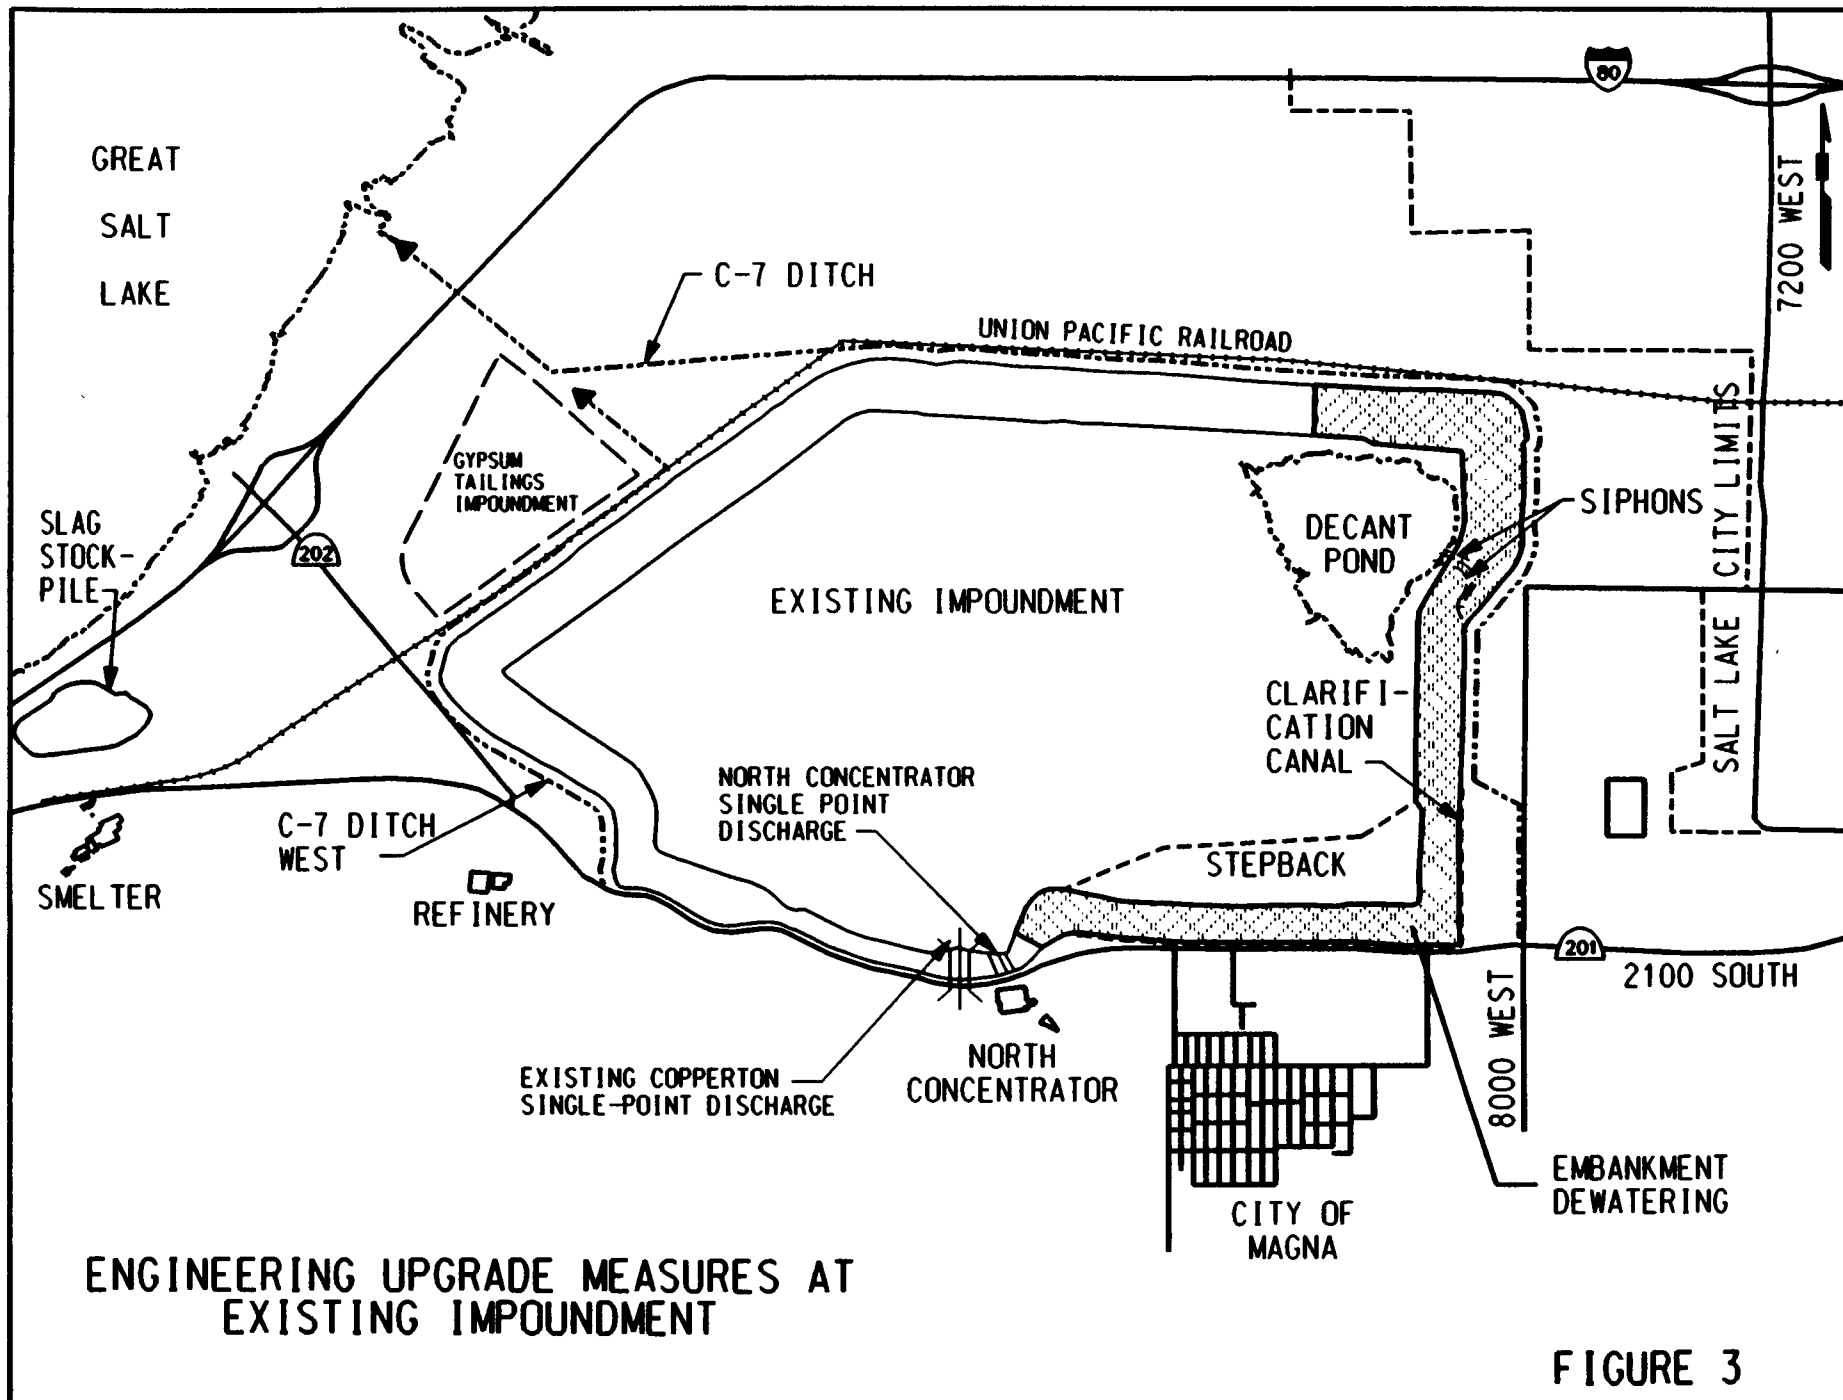 80
GREAT
SALT
LAKE
7200 WEST
C-7 DITCH
UNION PACIFIC RAILROAD
GYPSUM
TAILINGS
IMPOUNDMENT
SALT LAKE CITY LIMITS
SIPHONS
SLAG
STOCK-
PILE
202
DECANT
POND
EXISTING IMPOUNDMENT
CLARIFI-
CATION
CANAL
NORTH CONCENTRATOR
SINGLE POINT
DISCHARGE
C-7 DITCH
WEST
STEPBACK
SMELTER
REFINERY
201
2100 SOUTH
8000 WEST
NORTH
CONCENTRATOR
EXISTING COPPERTON
SINGLE-POINT DISCHARGE
EMBANKMENT
DEWATERING
CITY OF
MAGNA
ENGINEERING UPGRADE MEASURES AT
EXISTING IMPOUNDMENT
FIGURE 3